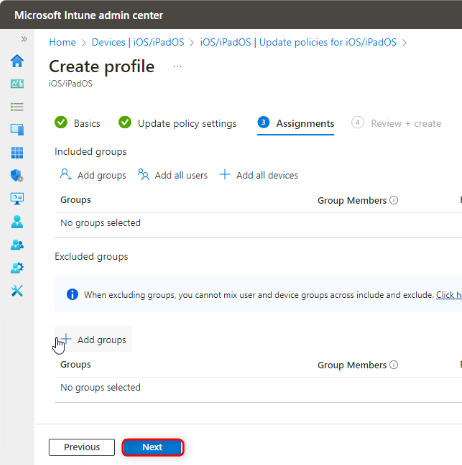 Microsoft Intune admin center
Home > Devices | iOS/iPadOS > iOS/iPadOS | Update policies for iOS/iPadOS >
Create profile ...
iOS/iPadOS
Basics Update policy settings 3 Assignments 4 Review + create
Included groups
Add groups Add all users Add all devices
Groups Group Members
No groups selected
Excluded groups
When excluding groups, you cannot mix user and device groups across include and exclude. Click h
Add groups
Groups Group Members
No groups selected
Previous Next